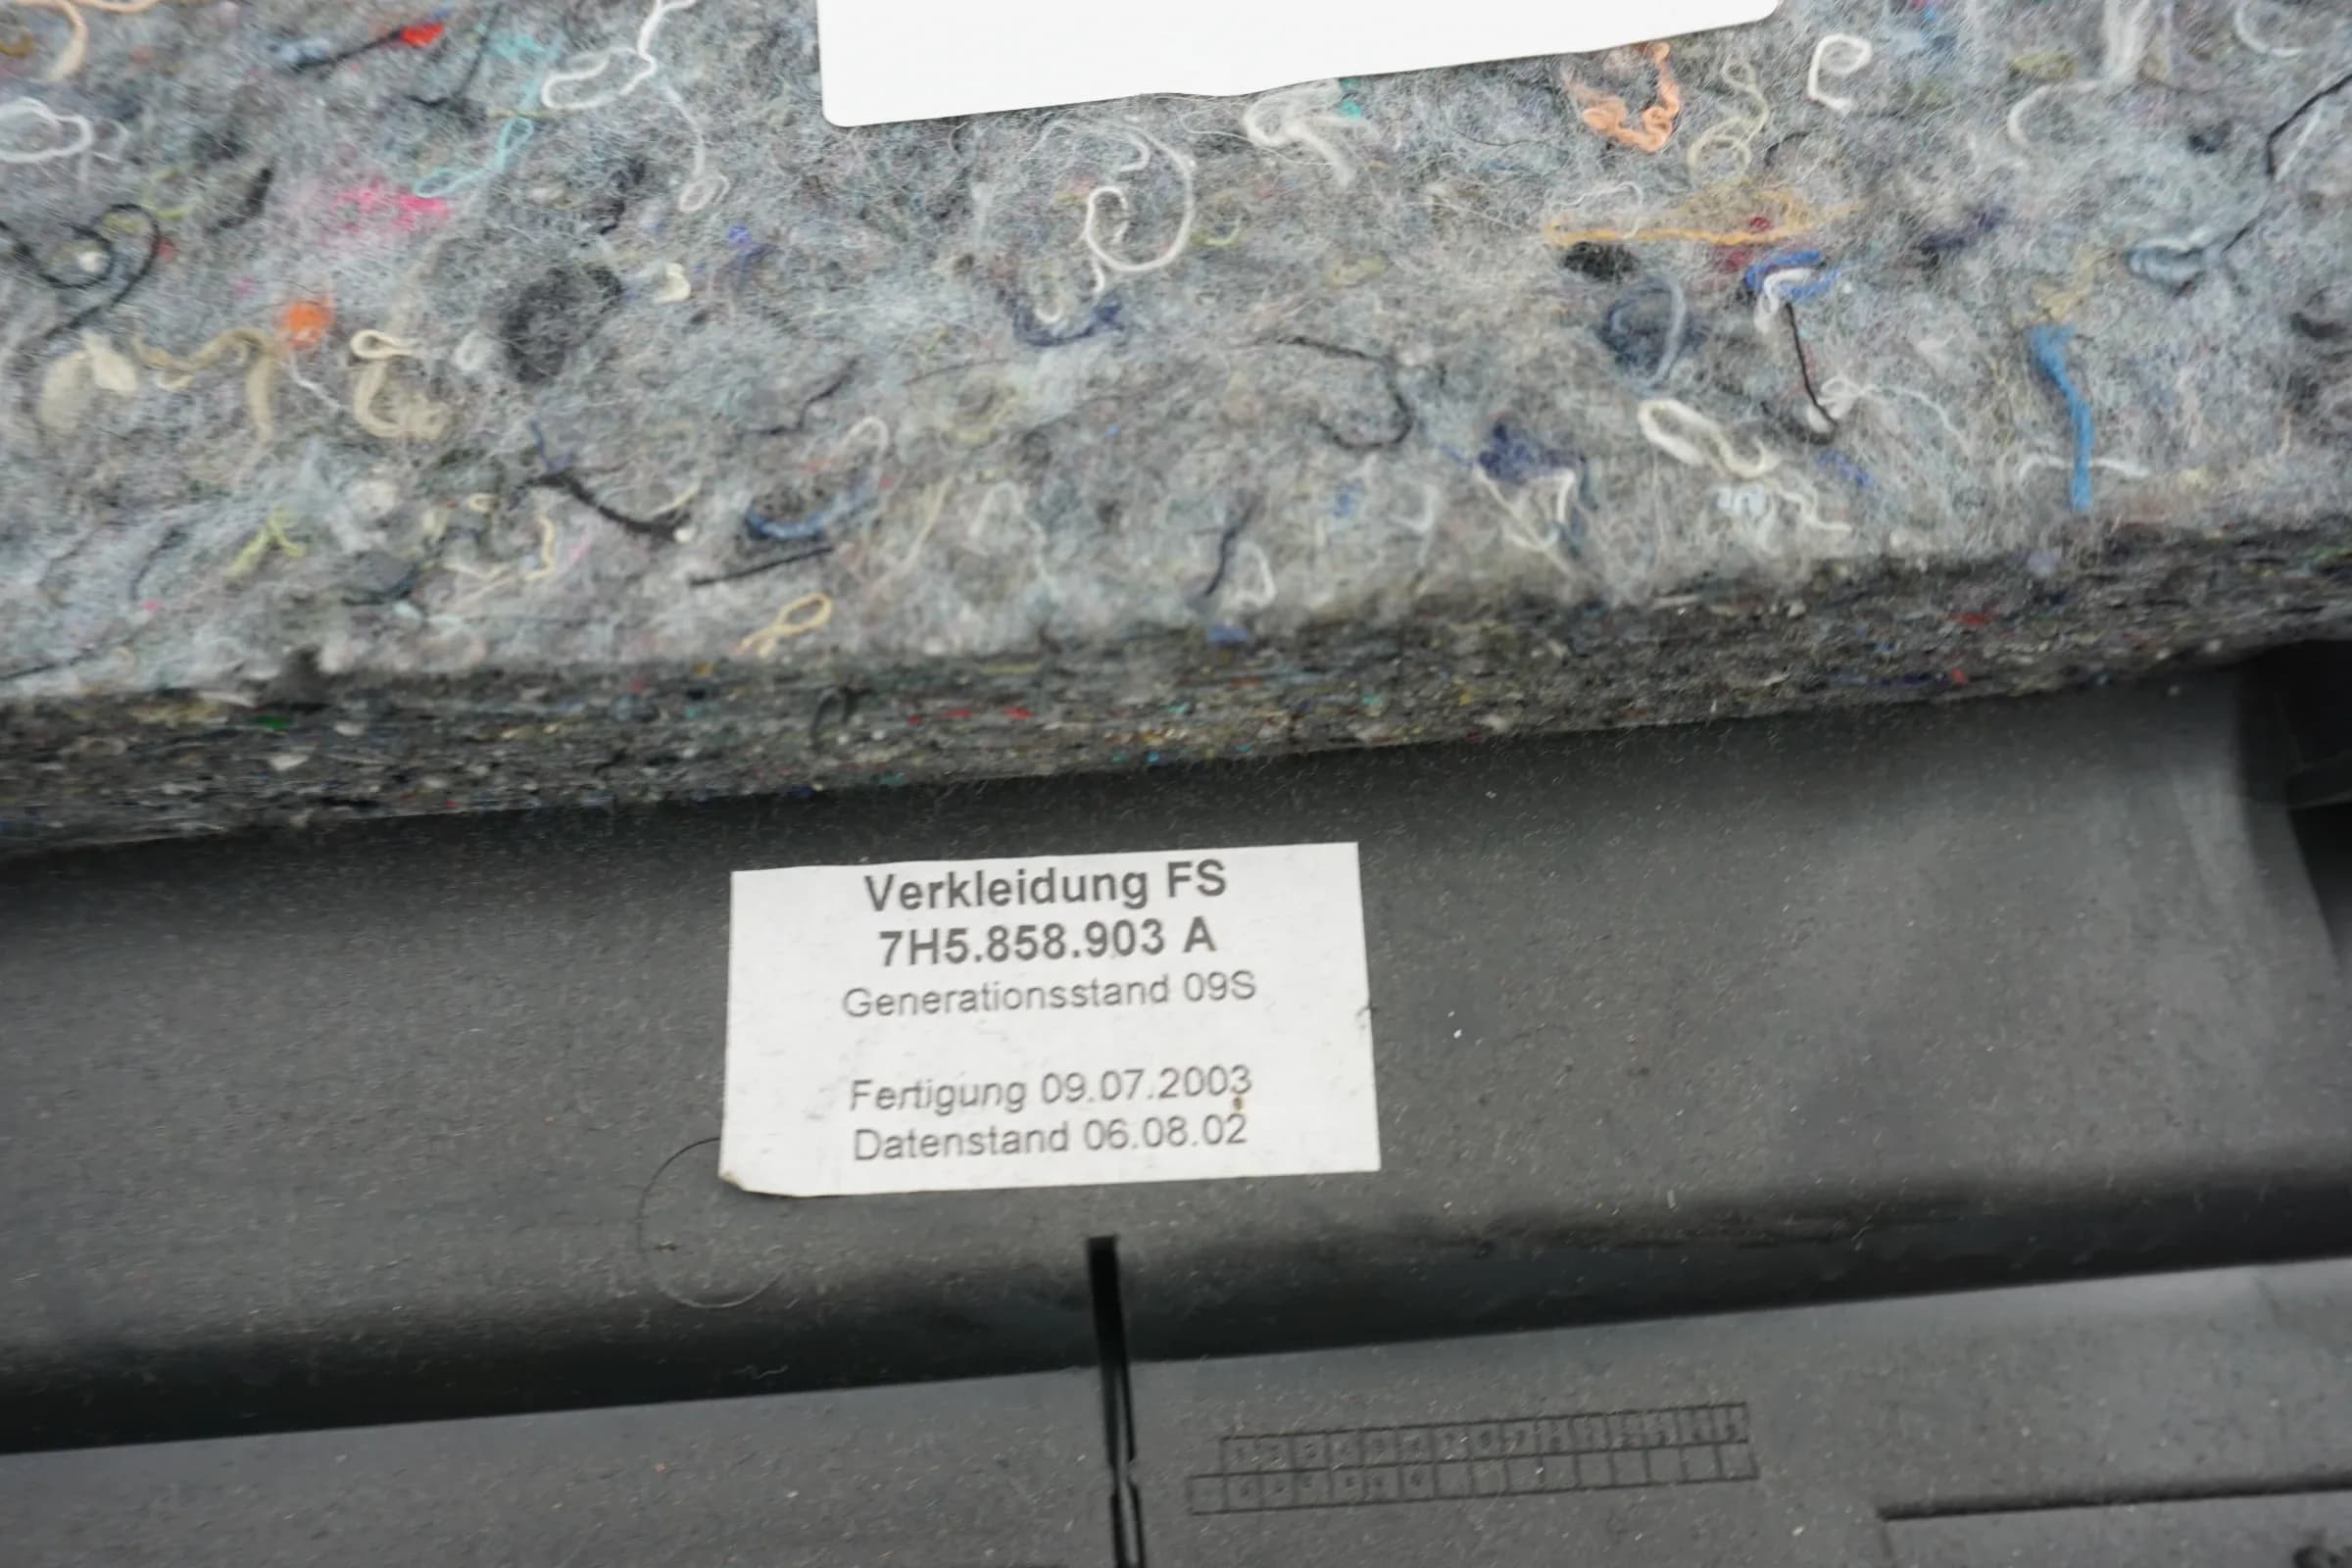 Verkleidung FS
7H5.858.903 A
Generationsstand 09S
Fertigung 09.07.2003
Datenstand 06.08.02